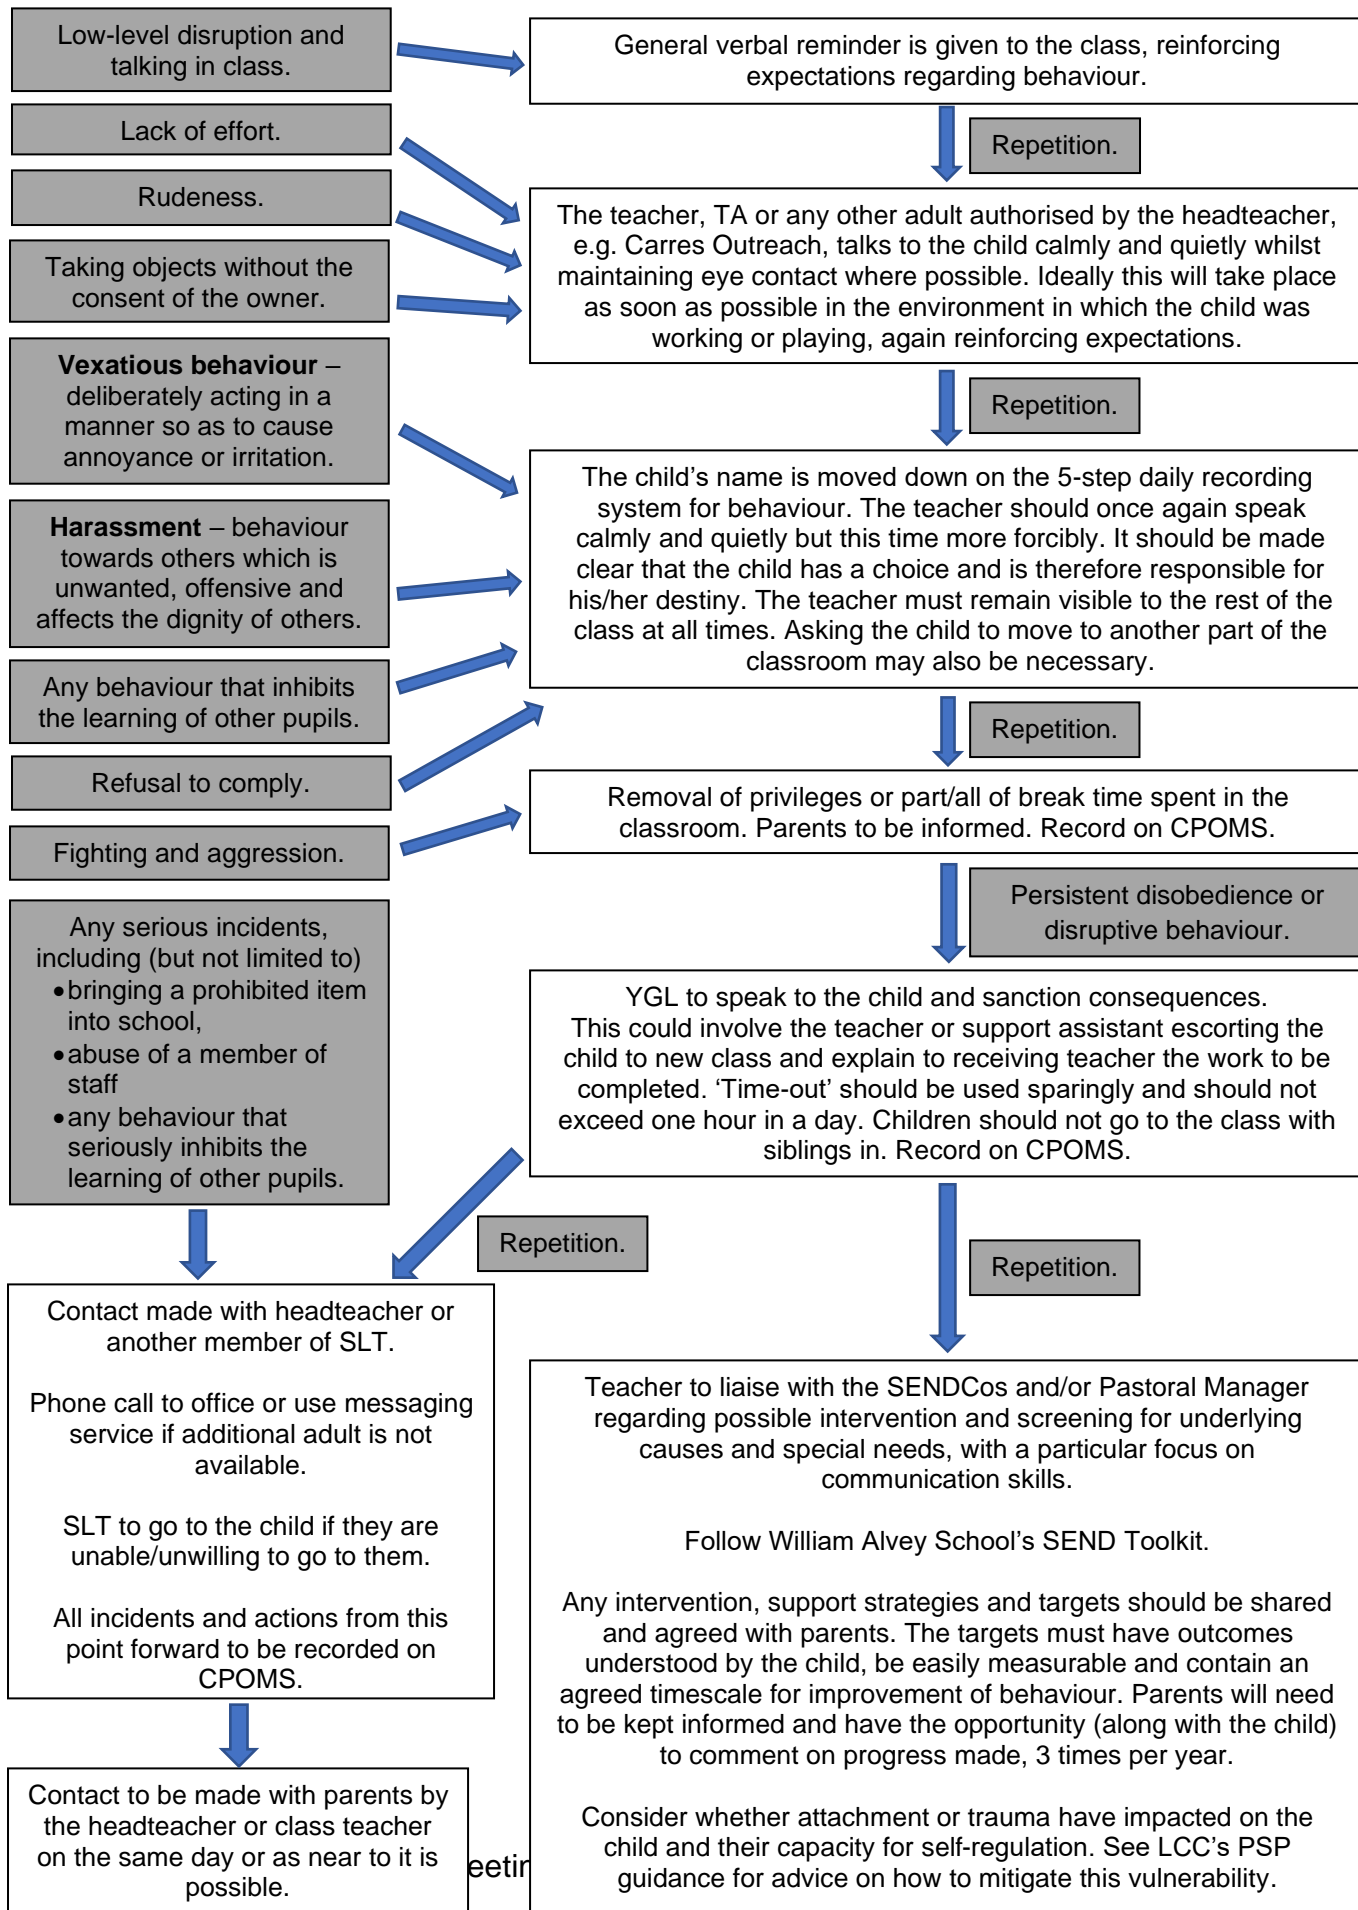 Low-level disruption and
talking in class.
General verbal reminder is given to the class, reinforcing
expectations regarding behaviour.
Lack of effort.
Repetition.
Rudeness.
The teacher, TA or any other adult authorised by the headteacher,
e.g. Carres Outreach, talks to the child calmly and quietly whilst
maintaining eye contact where possible. Ideally this will take place
as soon as possible in the environment in which the child was
working or playing, again reinforcing expectations.
Taking objects without the
consent of the owner.
Vexatious behaviour –
deliberately acting in a
manner so as to cause
annoyance or irritation.
Repetition.
The child’s name is moved down on the 5-step daily recording
system for behaviour. The teacher should once again speak
calmly and quietly but this time more forcibly. It should be made
clear that the child has a choice and is therefore responsible for
his/her destiny. The teacher must remain visible to the rest of the
class at all times. Asking the child to move to another part of the
classroom may also be necessary.
Harassment – behaviour
towards others which is
unwanted, offensive and
affects the dignity of others.
Any behaviour that inhibits
the learning of other pupils.
Repetition.
Refusal to comply.
Removal of privileges or part/all of break time spent in the
classroom. Parents to be informed. Record on CPOMS.
Fighting and aggression.
Persistent disobedience or
disruptive behaviour.
Any serious incidents,
including (but not limited to)
•bringing a prohibited item
into school,
•abuse of a member of
staff
•any behaviour that
seriously inhibits the
learning of other pupils.
YGL to speak to the child and sanction consequences.
This could involve the teacher or support assistant escorting the
child to new class and explain to receiving teacher the work to be
completed. ‘Time-out’ should be used sparingly and should not
exceed one hour in a day. Children should not go to the class with
siblings in. Record on CPOMS.
Repetition.
Repetition.
Contact made with headteacher or
another member of SLT.
Phone call to office or use messaging
service if additional adult is not
available.
SLT to go to the child if they are
unable/unwilling to go to them.
All incidents and actions from this
point forward to be recorded on
CPOMS.
Teacher to liaise with the SENDCos and/or Pastoral Manager
regarding possible intervention and screening for underlying
causes and special needs, with a particular focus on
communication skills.
Follow William Alvey School’s SEND Toolkit.
Any intervention, support strategies and targets should be shared
and agreed with parents. The targets must have outcomes
understood by the child, be easily measurable and contain an
agreed timescale for improvement of behaviour. Parents will need
to be kept informed and have the opportunity (along with the child)
to comment on progress made, 3 times per year.
Consider whether attachment or trauma have impacted on the
child and their capacity for self-regulation. See LCC’s PSP
guidance for advice on how to mitigate this vulnerability.
Contact to be made with parents by
the headteacher or class teacher
on the same day or as near to it is
possible.